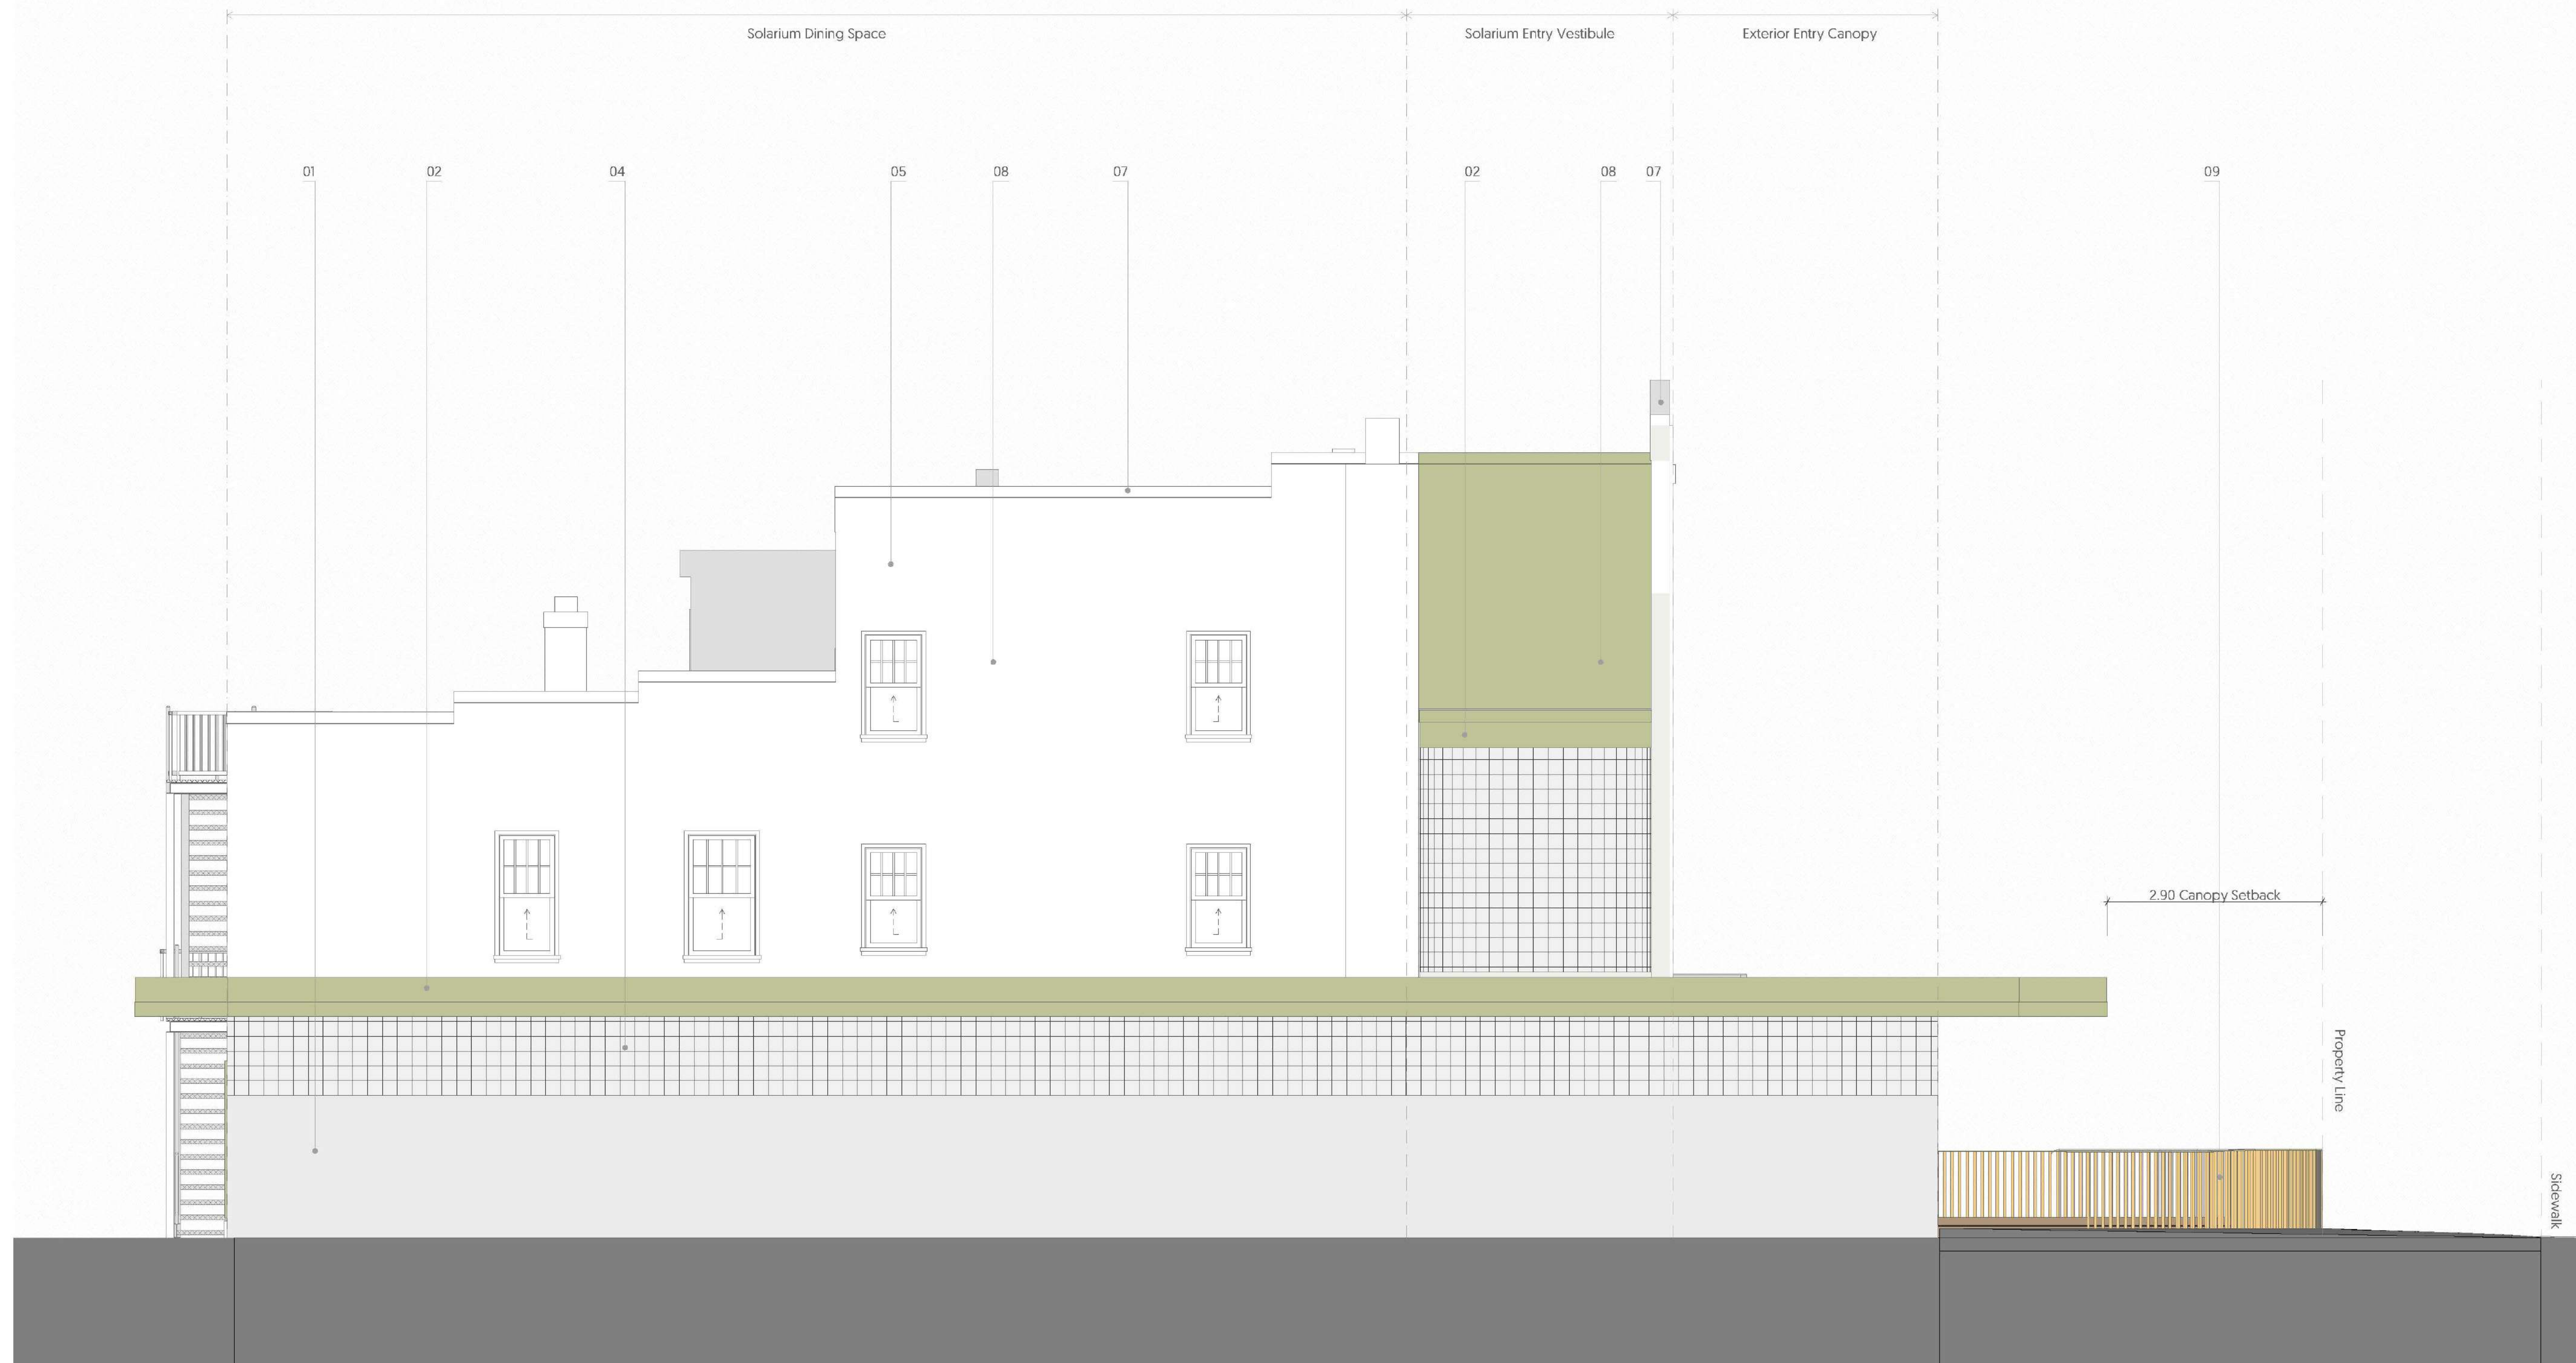 Solarium Dining Space
Solarium Entry Vestibule
Exterior Entry Canopy
01
02
04
05
08
07
02
08
07
09
2.90 Canopy Setback
Property Line
Sidewalk